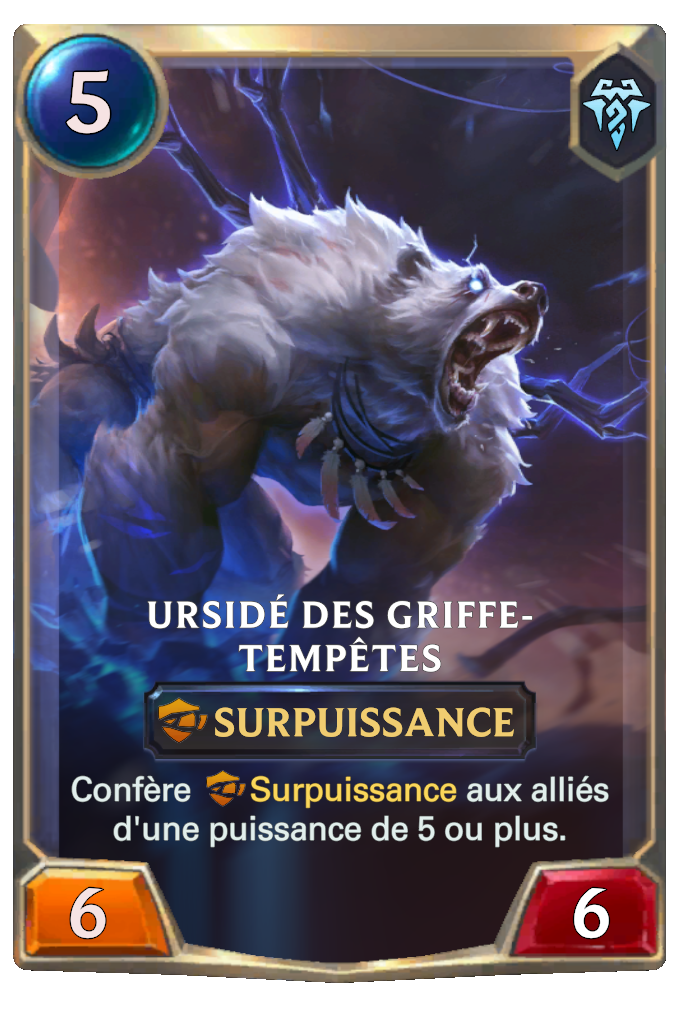 5
URSIDÉ DES GRIFFE-
TEMPÊTES
SURPUISSANCE
Confère Surpuissance aux alliés
d'une puissance de 5 ou plus.
6 6